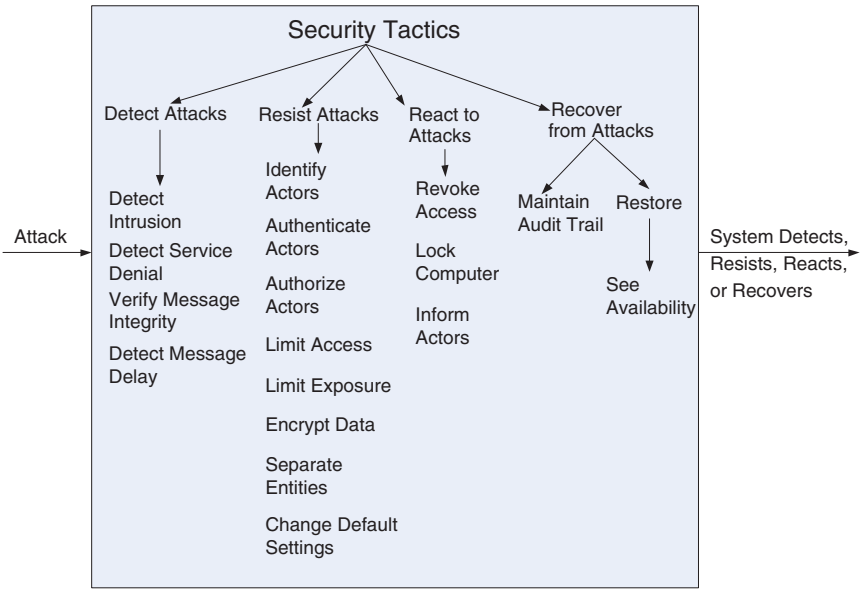 Security Tactics
Detect Attacks
Resist Attacks
React to
Attacks
Recover
from Attacks
Detect
Intrusion
Detect Service
Denial
Verify Message
Integrity
Detect Message
Delay
Identify
Actors
Authenticate
Actors
Authorize
Actors
Limit Access
Limit Exposure
Encrypt Data
Separate
Entities
Change Default
Settings
Revoke
Access
Lock
Computer
Inform
Actors
Maintain
Audit Trail
Restore
See
Availability
Attack
System Detects,
Resists, Reacts,
or Recovers